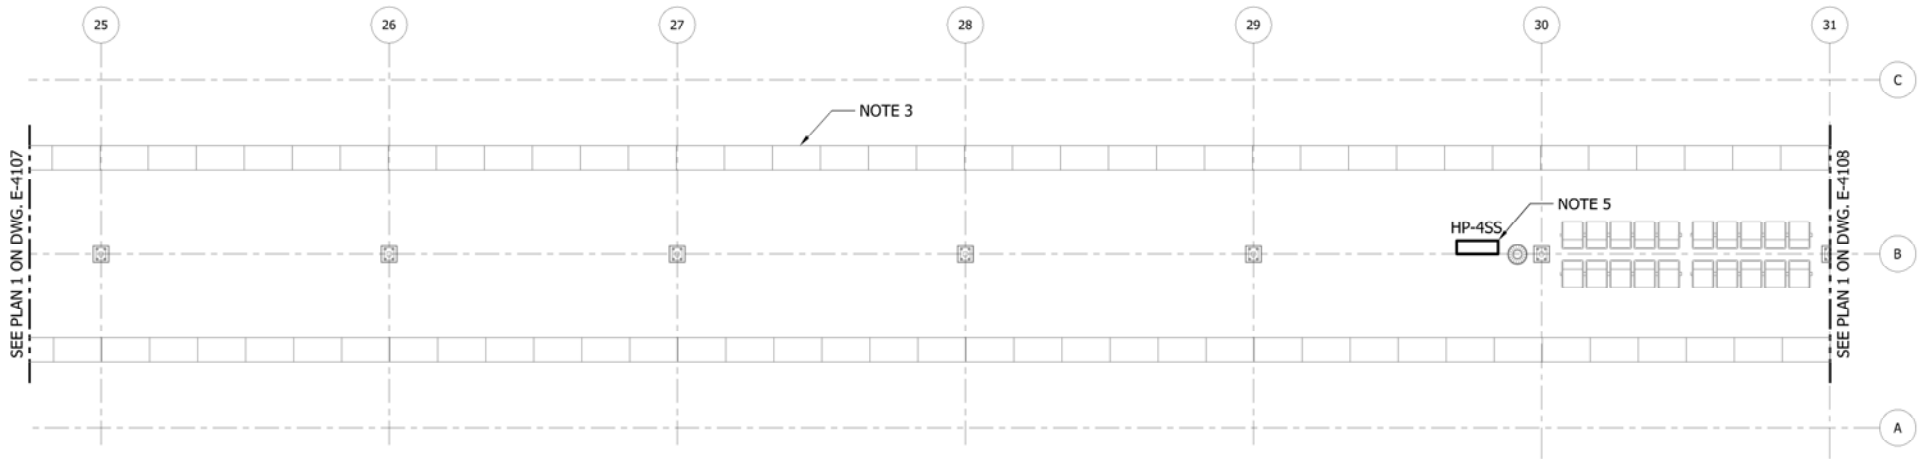 25
26
27
28
29
30
31
C
NOTE 3
SEE PLAN 1 ON DWG. E-4107
SEE PLAN 1 ON DWG. E-4108
NOTE 5
HP-4SS
B
A